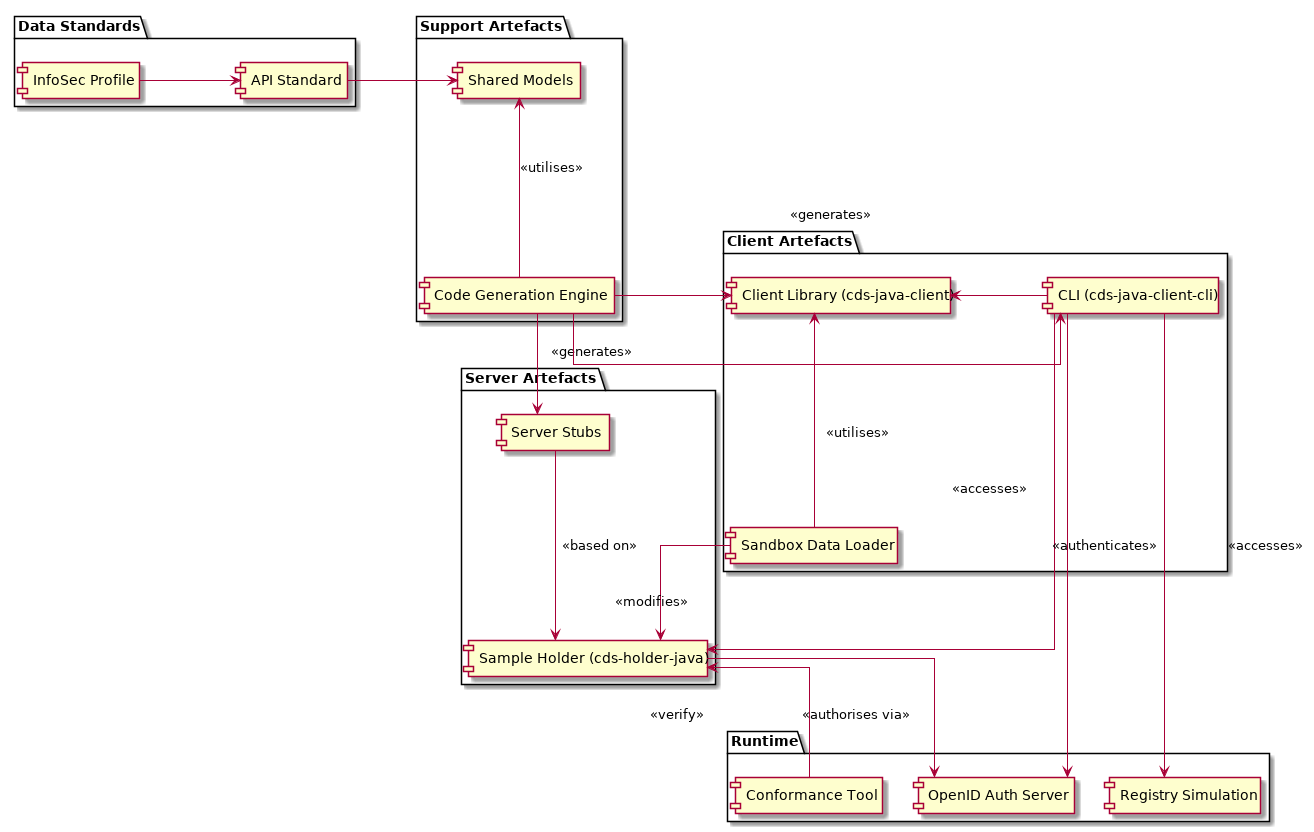 Data Standards
Support Artefacts
InfoSec Profile
API Standard
Shared Models
«utilises»
«generates»
Client Artefacts
Code Generation Engine
Client Library (cds-java-client)
CLI (cds-java-client-cli)
«generates»
Server Artefacts
Server Stubs
«utilises»
«accesses»
«based on»
Sandbox Data Loader
«authenticates»
«accesses»
«modifies»
Sample Holder (cds-holder-java)
«verify»
«authorises via»
Runtime
Conformance Tool
OpenID Auth Server
Registry Simulation